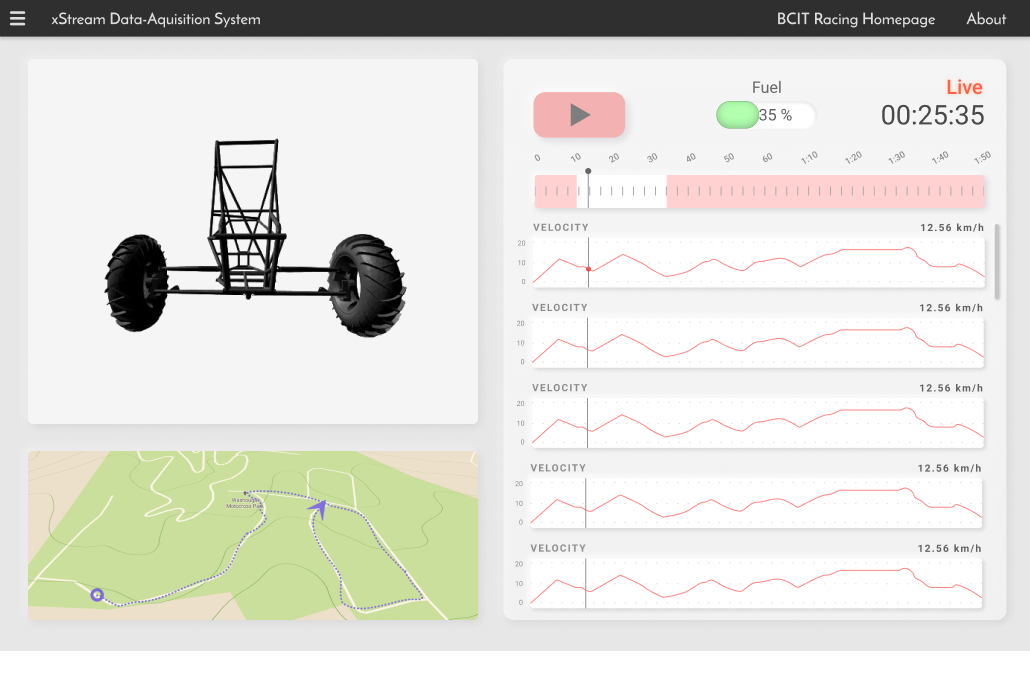 xStream Data-Aquisition System
BCIT Racing Homepage
About
Fuel
35 %
Live
00:25:35
0 10 20 30 40 50 60 1:10 1:20 1:30 1:40 1:50
VELOCITY 12.56 km/h
20
10
0
VELOCITY 12.56 km/h
20
10
0
VELOCITY 12.56 km/h
20
10
0
VELOCITY 12.56 km/h
20
10
0
VELOCITY 12.56 km/h
20
10
0
Washougal
Motocross Park